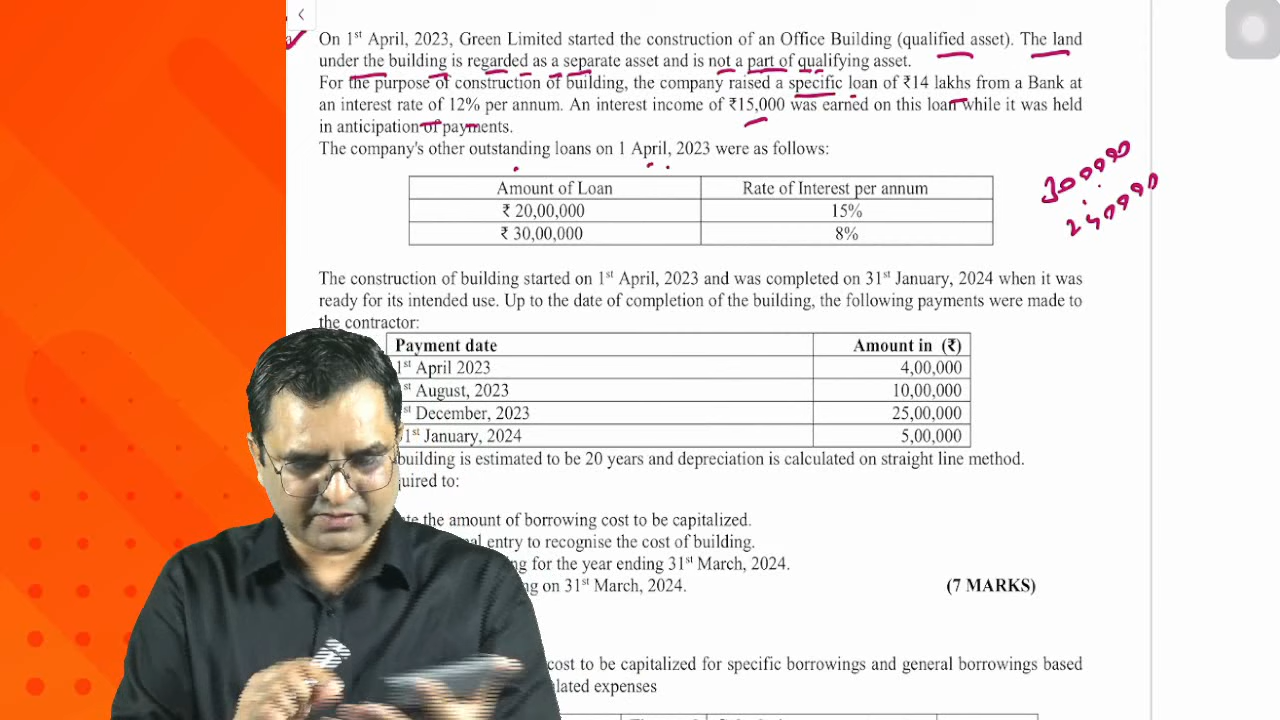 On 1st April, 2023, Green Limited started the construction of an Office Building (qualified asset). The land
under the building is regarded as a separate asset and is not a part of qualifying asset.
For the purpose of construction of building, the company raised a specific loan of ₹14 lakhs from a Bank at
an interest rate of 12% per annum. An interest income of ₹15,000 was earned on this loan while it was held
in anticipation of payments.
The company's other outstanding loans on 1 April, 2023 were as follows:
Amount of Loan Rate of Interest per annum
₹ 20,00,000 15%
₹ 30,00,000 8%
300000
240000
The construction of building started on 1st April, 2023 and was completed on 31st January, 2024 when it was
ready for its intended use. Up to the date of completion of the building, the following payments were made to
the contractor:
Payment date Amount in (₹)
1st April 2023 4,00,000
st August, 2023 10,00,000
st December, 2023 25,00,000
1st January, 2024 5,00,000
building is estimated to be 20 years and depreciation is calculated on straight line method.
uired to:
te the amount of borrowing cost to be capitalized.
al entry to recognise the cost of building.
ng for the year ending 31st March, 2024.
ng on 31st March, 2024. (7 MARKS)
cost to be capitalized for specific borrowings and general borrowings based
lated expenses